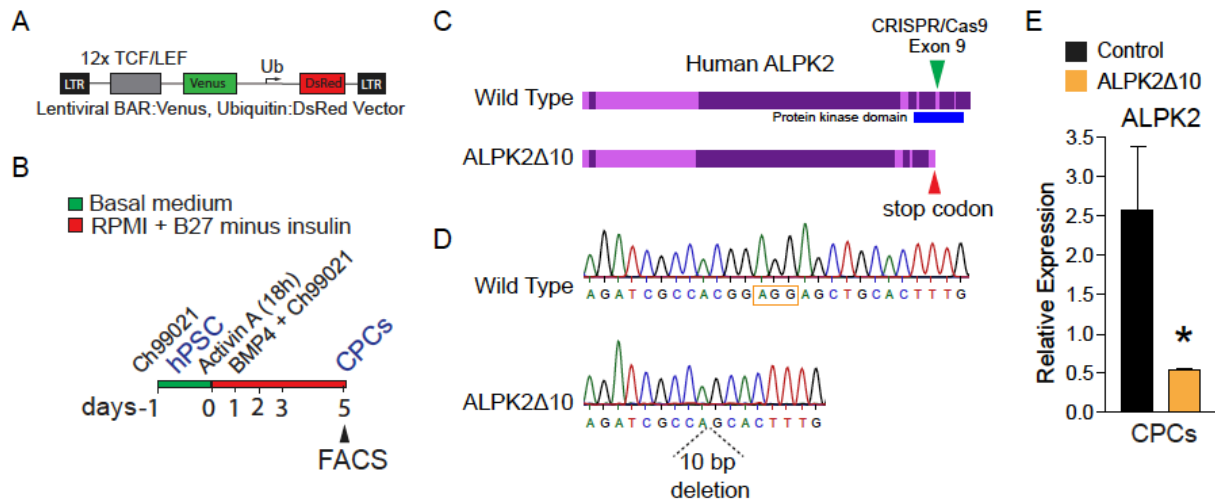 A
12x TCF/LEF
Ub
LTR
Venus
DsRed
LTR
Lentiviral BAR:Venus, Ubiquitin:DsRed Vector
B
Basal medium
RPMI + B27 minus insulin
Ch99021
hPSC
Activin A (18h)
BMP4 + Ch99021
CPCs
days-1 0 1 2 3 5
FACS
C
CRISPR/Cas9
Exon 9
Human ALPK2
Wild Type
Protein kinase domain
ALPK2Δ10
stop codon
D
Wild Type
AGATCGCCACGGAGGAGCTGCACTTTG
ALPK2Δ10
AGATCGCCAGCACTTTG
10 bp
deletion
E
Control
ALPK2Δ10
ALPK2
Relative Expression
3.5
3.0
2.5
2.0
1.5
1.0
0.5
0.0
*
CPCs